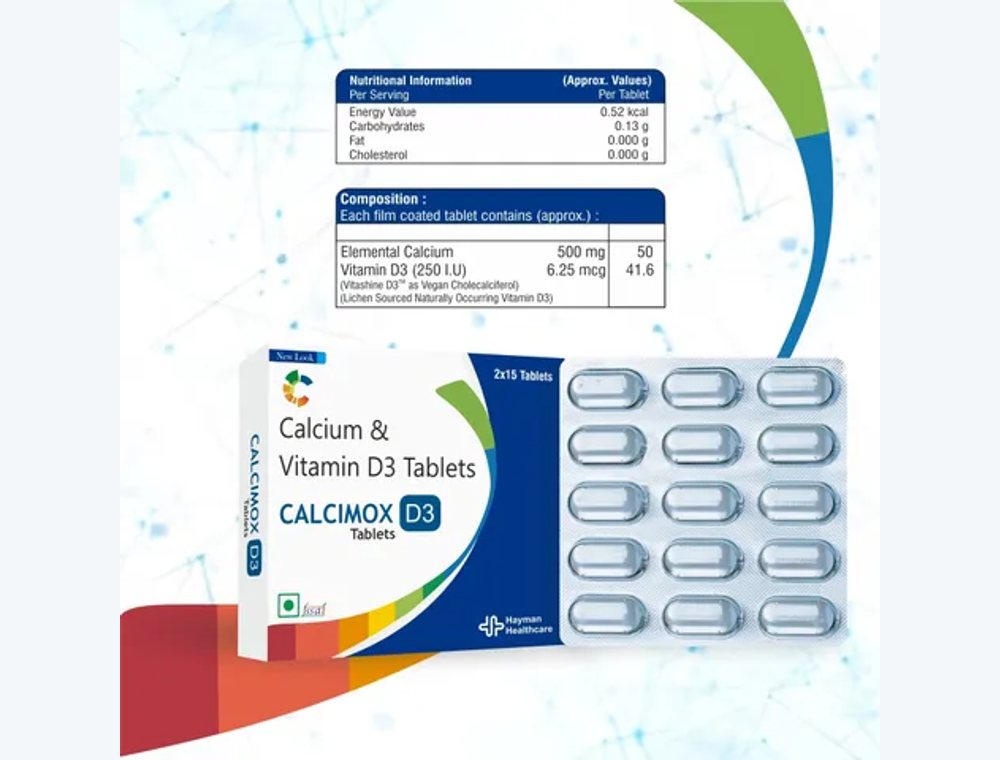 Nutritional Information (Approx. Values)
Per Serving Per Tablet
Energy Value 0.52 kcal
Carbohydrates 0.13 g
Fat 0.000 g
Cholesterol 0.000 g
Composition :
Each film coated tablet contains (approx.) :
Elemental Calcium 500 mg 50
Vitamin D3 (250 I.U) 6.25 mcg 41.6
(Vitashine D3™ as Vegan Cholecalciferol)
(Lichen Sourced Naturally Occurring Vitamin D3)
New Look
2x15 Tablets
Calcium &
Vitamin D3 Tablets
CALCIMOX D3
Tablets
CALCIMOX D3
Tablets
fssai
Hayman
Healthcare